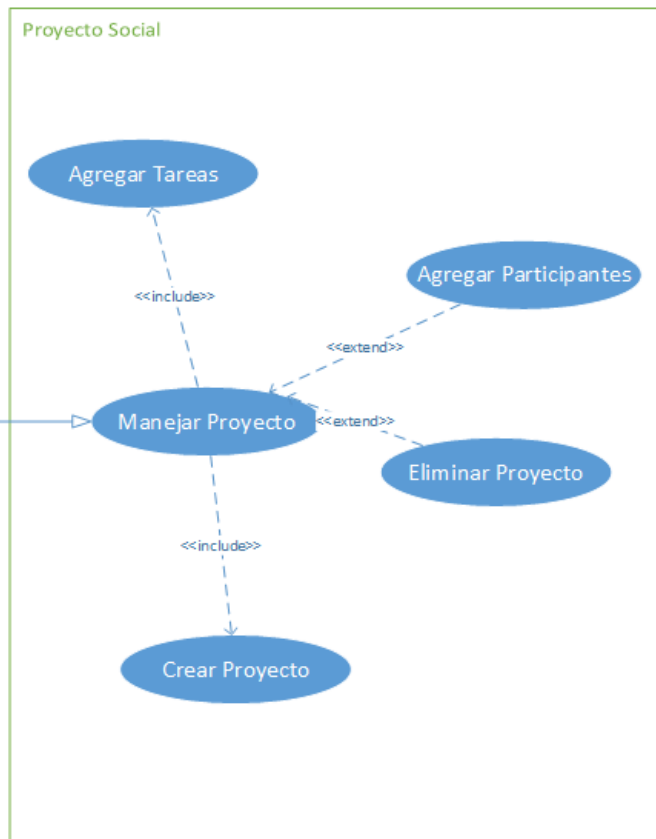 Proyecto Social
Agregar Tareas
Agregar Participantes
<<include>>
<<extend>>
Manejar Proyecto
<<extend>>
Eliminar Proyecto
<<include>>
Crear Proyecto